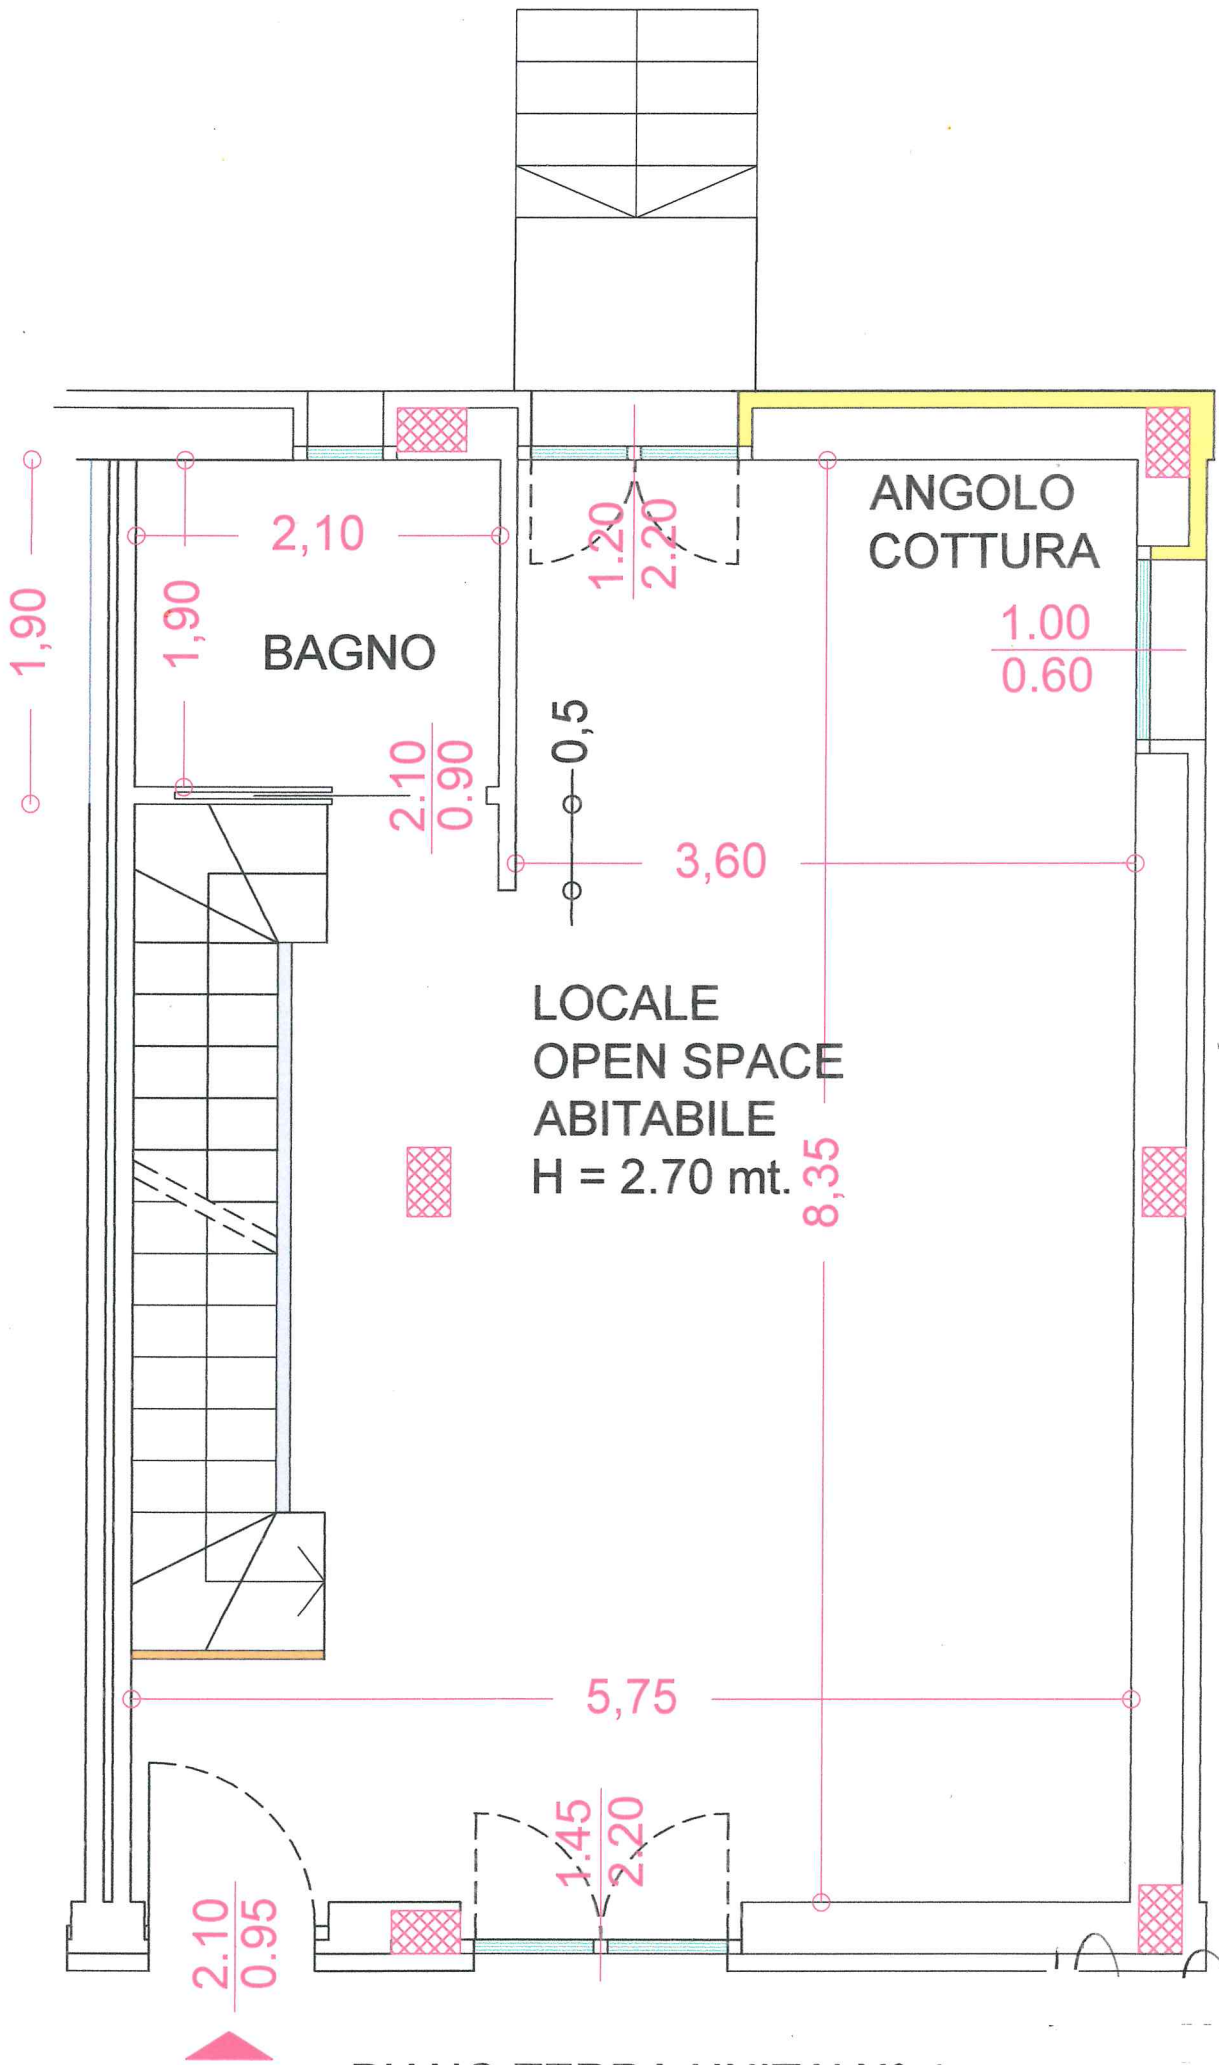 ANGOLO
COTTURA
2,10
1.20
2.20
1,90
1,90
BAGNO
1.00
0.60
2.10
0.90
0,5
3,60
LOCALE
OPEN SPACE
ABITABILE
H = 2.70 mt.
8,35
5,75
1.45
2.20
2.10
0.95